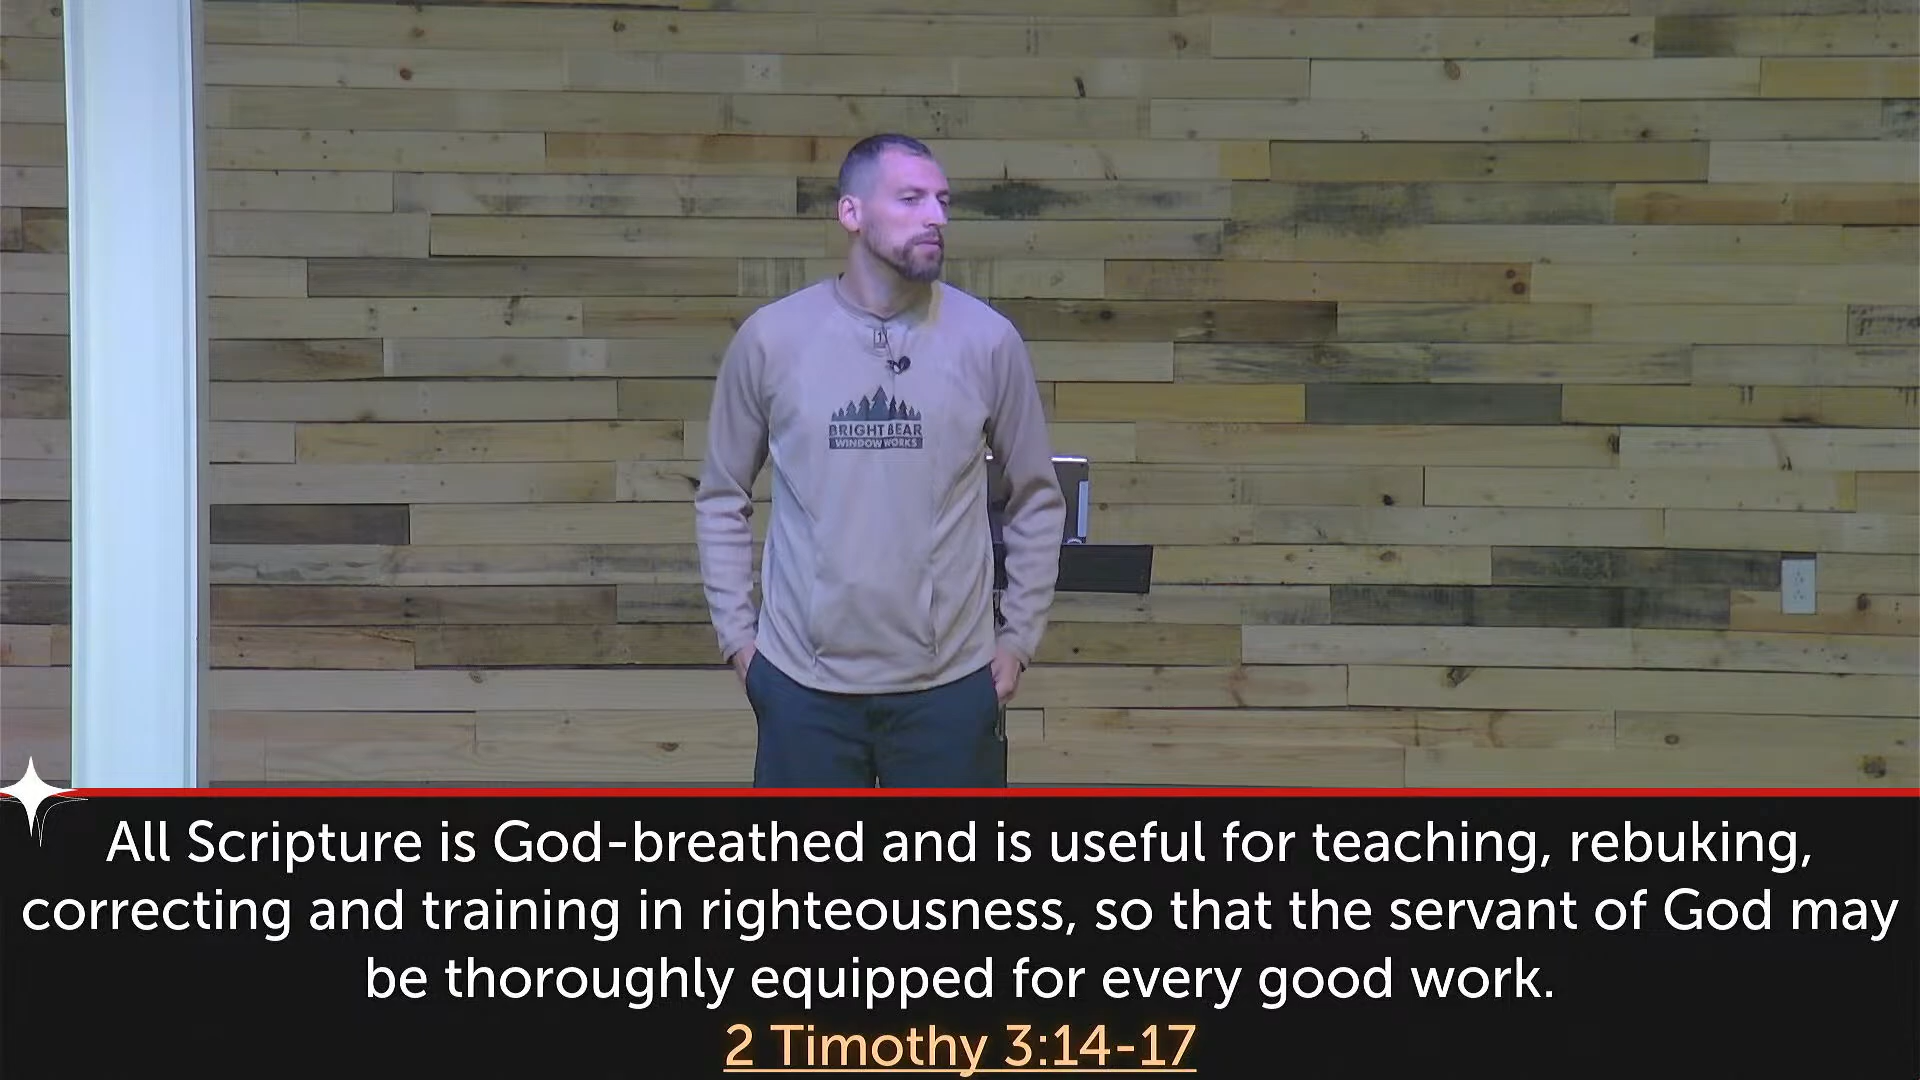 BRIGHT BEAR
WINDOW WORKS
All Scripture is God-breathed and is useful for teaching, rebuking,
correcting and training in righteousness, so that the servant of God may
be thoroughly equipped for every good work.
2 Timothy 3:14-17